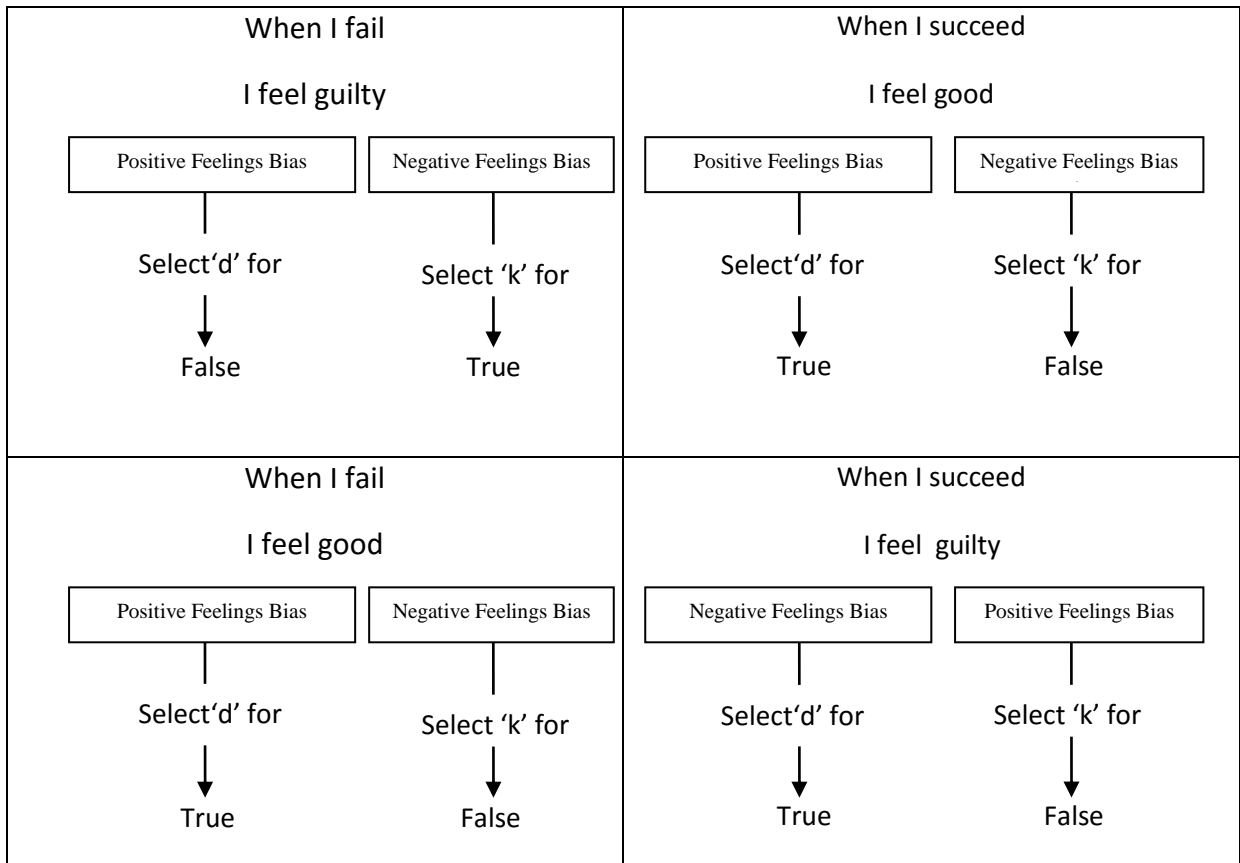 When I fail
I feel guilty
Positive Feelings Bias
Negative Feelings Bias
Select‘d’ for
Select ‘k’ for
False
True
When I succeed
I feel good
Positive Feelings Bias
Negative Feelings Bias
Select‘d’ for
Select ‘k’ for
True
False
When I fail
I feel good
Positive Feelings Bias
Negative Feelings Bias
Select‘d’ for
Select ‘k’ for
True
False
When I succeed
I feel guilty
Negative Feelings Bias
Positive Feelings Bias
Select‘d’ for
Select ‘k’ for
True
False